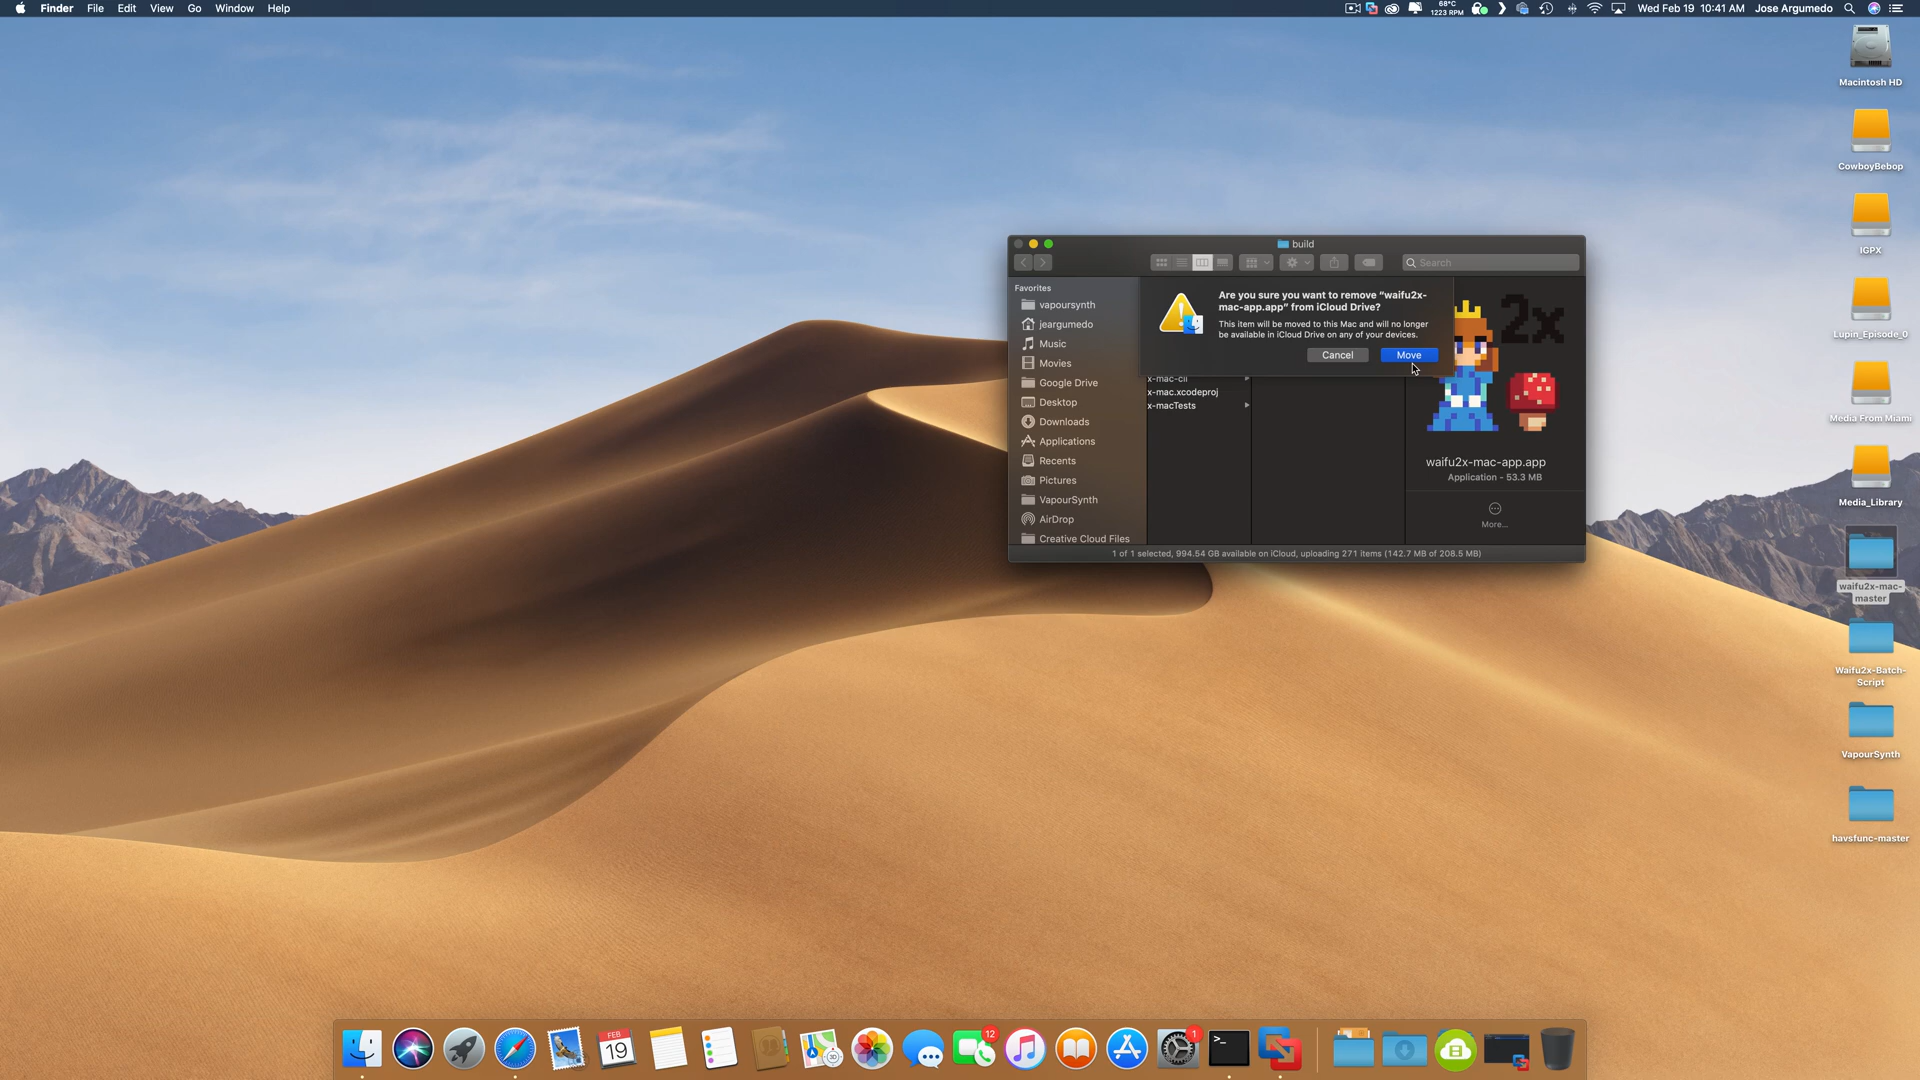 Finder File Edit View Go Window Help
68°C
1223 RPM
Wed Feb 19 10:41 AM Jose Argumedo
build
Search
Favorites
vapoursynth
jeargumedo
Music
Movies
Google Drive
Desktop
Downloads
Applications
Recents
Pictures
VapourSynth
AirDrop
Creative Cloud Files
Are you sure you want to remove “waifu2x-
mac-app.app” from iCloud Drive?
This item will be moved to this Mac and will no longer
be available in iCloud Drive on any of your devices.
Cancel Move
x-mac-cli
x-mac.xcodeproj
x-macTests
2x
waifu2x-mac-app.app
Application - 53.3 MB
More...
1 of 1 selected, 994.54 GB available on iCloud, uploading 271 items (142.7 MB of 208.5 MB)
Macintosh HD
CowboyBebop
IGPX
Lupin_Episode_0
Media From Miami
Media_Library
waifu2x-mac-
master
Waifu2x-Batch-
Script
VapourSynth
havsfunc-master
FEB
19
3D
12
1
>_